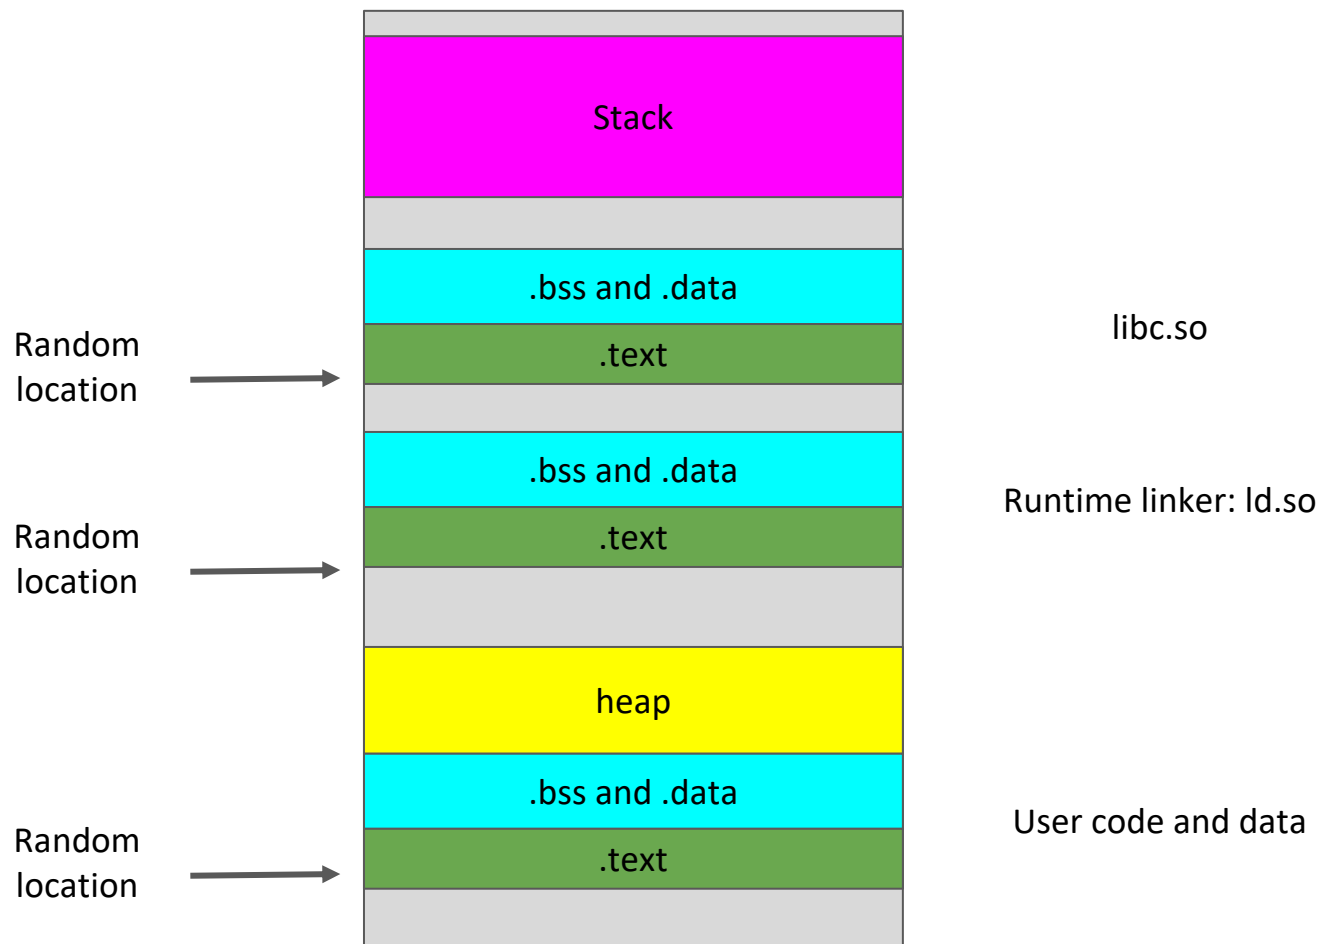 Stack
.bss and .data
libc.so
Random
location
.text
.bss and .data
Runtime linker: ld.so
Random
location
.text
heap
.bss and .data
User code and data
Random
location
.text